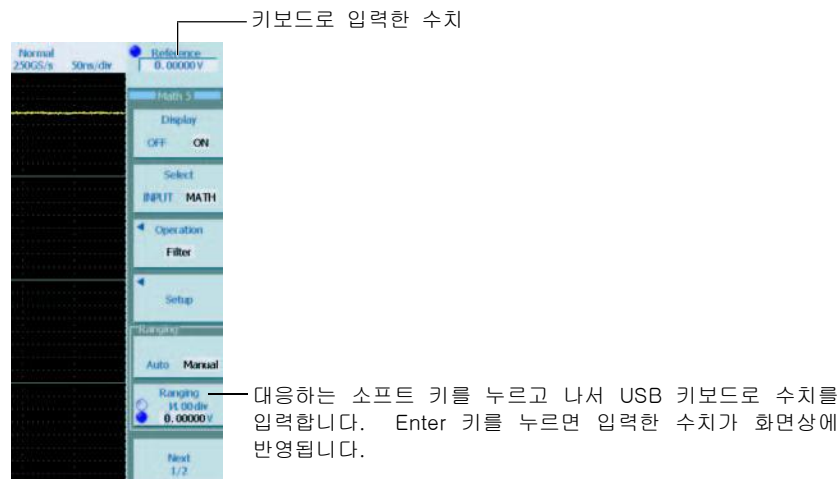 키보드로 입력한 수치
Normal
250GS/s 50ns/div
Reference
0.00000 V
Math 5
Display
OFF ON
Select
INPUT MATH
Operation
Filter
Setup
Ranging
Auto Manual
Ranging
0.00000 V
Next
1/2
대응하는 소프트 키를 누르고 나서 USB 키보드로 수치를
입력합니다. Enter 키를 누르면 입력한 수치가 화면상에
반영됩니다.